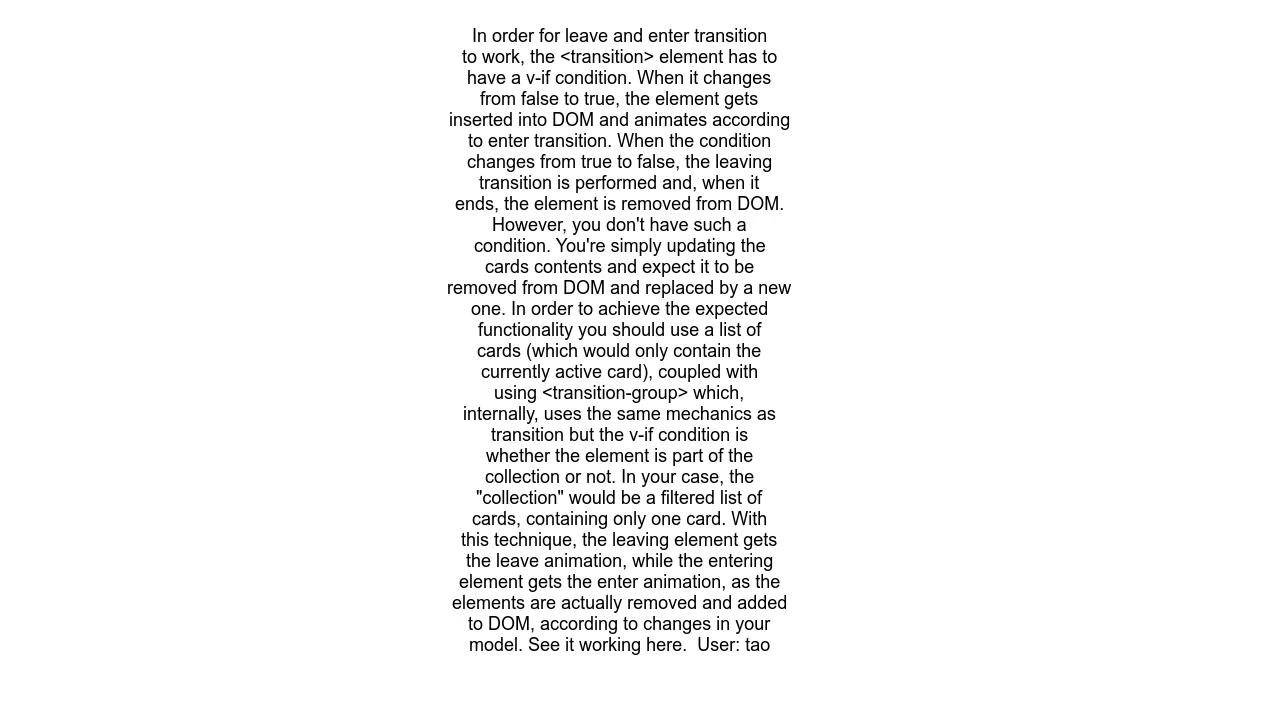 In order for leave and enter transition
to work, the <transition> element has to
have a v-if condition. When it changes
from false to true, the element gets
inserted into DOM and animates according
to enter transition. When the condition
changes from true to false, the leaving
transition is performed and, when it
ends, the element is removed from DOM.
However, you don't have such a
condition. You're simply updating the
cards contents and expect it to be
removed from DOM and replaced by a new
one. In order to achieve the expected
functionality you should use a list of
cards (which would only contain the
currently active card), coupled with
using <transition-group> which,
internally, uses the same mechanics as
transition but the v-if condition is
whether the element is part of the
collection or not. In your case, the
"collection" would be a filtered list of
cards, containing only one card. With
this technique, the leaving element gets
the leave animation, while the entering
element gets the enter animation, as the
elements are actually removed and added
to DOM, according to changes in your
model. See it working here.  User: tao